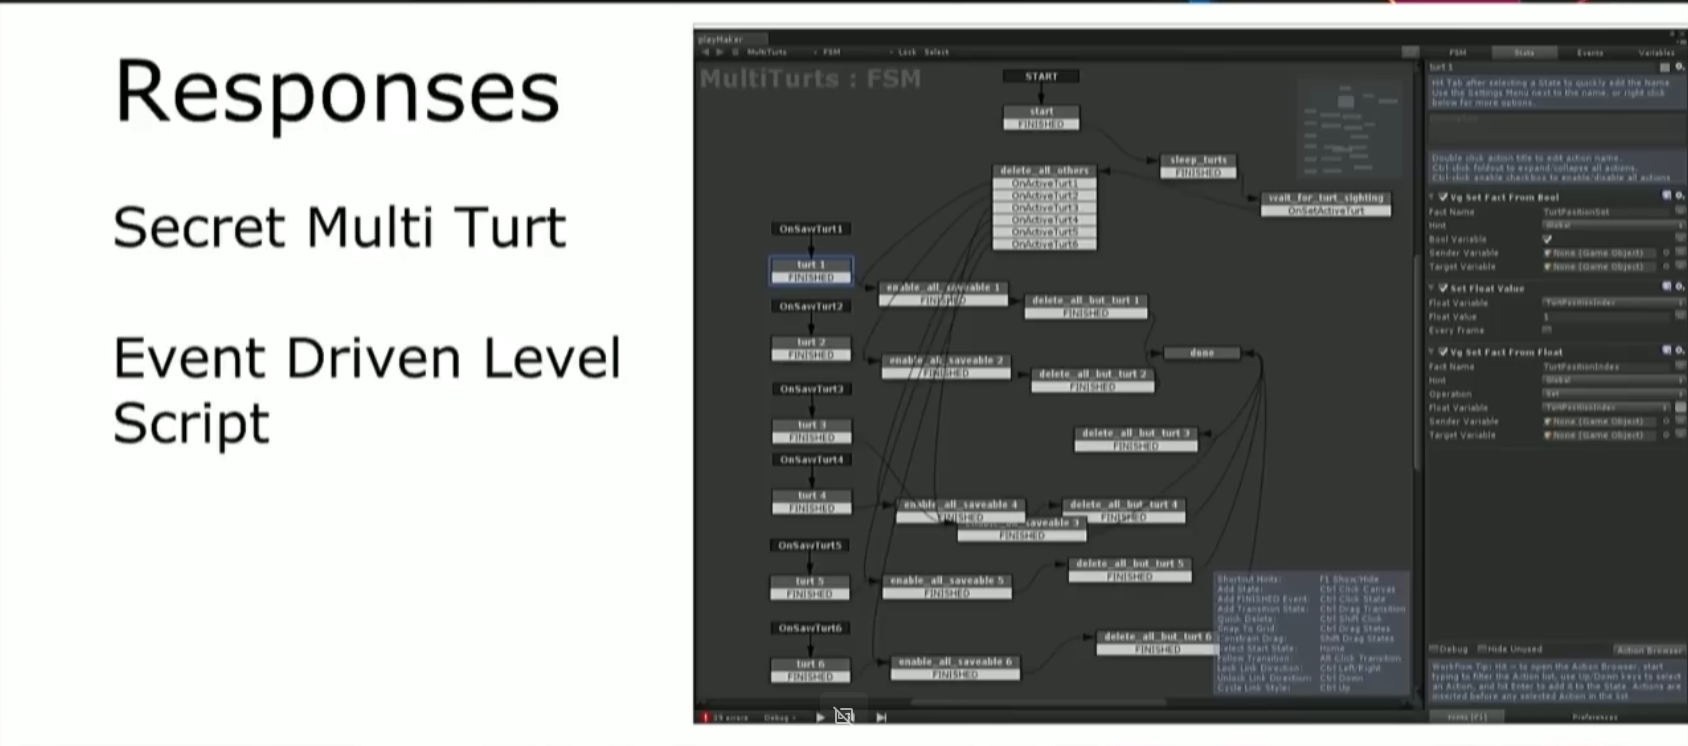 Responses
Secret Multi Turt
Event Driven Level
Script
playMaker
MultiTurts FSM Lock Select
MultiTurts : FSM
START
start
FINISHED
sleep_turts
FINISHED
wait_for_turt_sighting
OnSetActiveTurt
delete_all_others
OnActiveTurt1
OnActiveTurt2
OnActiveTurt3
OnActiveTurt4
OnActiveTurt5
OnActiveTurt6
OnSawTurt1
turt 1
FINISHED
enable_all_saveable 1
FINISHED
delete_all_but_turt 1
FINISHED
OnSawTurt2
turt 2
FINISHED
enable_all_saveable 2
FINISHED
delete_all_but_turt 2
FINISHED
done
OnSawTurt3
turt 3
FINISHED
delete_all_but_turt 3
FINISHED
OnSawTurt4
turt 4
FINISHED
enable_all_saveable 4
FINISHED
delete_all_but_turt 4
FINISHED
enable_all_saveable 3
FINISHED
OnSawTurt5
turt 5
FINISHED
enable_all_saveable 5
FINISHED
delete_all_but_turt 5
FINISHED
OnSawTurt6
turt 6
FINISHED
enable_all_saveable 6
FINISHED
delete_all_but_turt 6
FINISHED
Shortcut Hints: F1 Show/Hide
Add State: Ctrl Click Canvas
Add FINISHED Event: Ctrl Click State
Add Transition State: Ctrl Drag Transition
Quick Delete: Ctrl Shift Click
Snap To Grid: Ctrl Drag States
Constrain Drag: Shift Drag States
Select Start State: Home
Follow Transition: Alt Click Transition
Lock Link Direction: Ctrl Left/Right
Unlock Link Direction: Ctrl Down
Cycle Link Style: Ctrl Up
Debug
FSM State Events Variables
turt 1
Hit Tab after selecting a State to quickly add the Name
Use the Settings Menu next to the name, or right click
below for more options.
Double click action title to edit action name.
Ctrl click foldout to expand/collapse all actions.
Ctrl click enable checkbox to enable/disable all actions
Vg Set Fact From Bool
Fact Name TurtPositionSet
Hint Global
Bool Variable
Sender Variable None (Game Object)
Target Variable None (Game Object)
Set Float Value
Float Variable TurtPositionIndex
Float Value 1
Every Frame
Vg Set Fact From Float
Fact Name TurtPositionIndex
Hint Global
Operation Set
Float Variable TurtPositionIndex
Sender Variable None (Game Object)
Target Variable None (Game Object)
Debug Hide Unused Action Browser
Workflow Tip: Hit ~ to open the Action Browser, start
typing to filter the Action list, use Up/Down keys to select
an Action, and hit Enter to add it to the State. Actions are
inserted before any selected Action in the list.
Hints [F1] Preferences